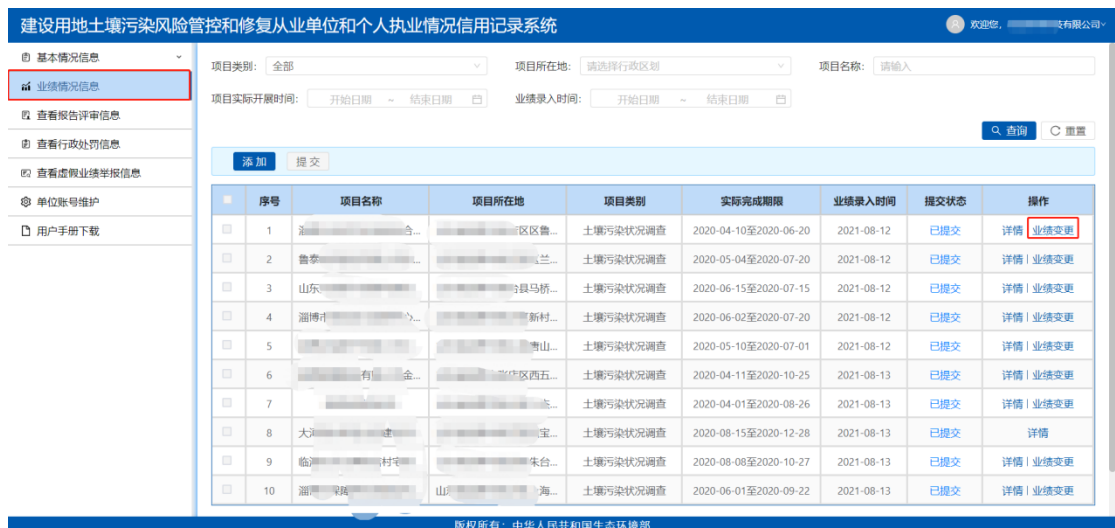 建设用地土壤污染风险管控和修复从业单位和个人执业情况信用记录系统
欢迎您, 技有限公司
基本情况信息
业绩情况信息
查看报告评审信息
查看行政处罚信息
查看虚假业绩举报信息
单位账号维护
用户手册下载
项目类别: 全部 项目所在地: 请选择行政区划 项目名称: 请输入
项目实际开展时间: 开始日期 ~ 结束日期 业绩录入时间: 开始日期 ~ 结束日期
查询 重置
添加 提交
序号 项目名称 项目所在地 项目类别 实际完成期限 业绩录入时间 提交状态 操作
1 合... 区区鲁... 土壤污染状况调查 2020-04-10至2020-06-20 2021-08-12 已提交 详情 | 业绩变更
2 鲁泰 ... 兰... 土壤污染状况调查 2020-05-04至2020-07-20 2021-08-12 已提交 详情 | 业绩变更
3 山东 ... 台县马桥... 土壤污染状况调查 2020-06-15至2020-07-15 2021-08-12 已提交 详情 | 业绩变更
4 淄博市 心... 新村... 土壤污染状况调查 2020-06-02至2020-07-20 2021-08-12 已提交 详情 | 业绩变更
5 唐山... 土壤污染状况调查 2020-05-10至2020-07-01 2021-08-12 已提交 详情 | 业绩变更
6 有 金... 张店区西五... 土壤污染状况调查 2020-04-11至2020-10-25 2021-08-13 已提交 详情 | 业绩变更
7 土壤污染状况调查 2020-04-01至2020-08-26 2021-08-13 已提交 详情 | 业绩变更
8 大 建 宝... 土壤污染状况调查 2020-08-15至2020-12-28 2021-08-13 已提交 详情
9 临淄 村宅 朱台... 土壤污染状况调查 2020-08-08至2020-10-27 2021-08-13 已提交 详情 | 业绩变更
10 淄 保障 山 海... 土壤污染状况调查 2020-06-01至2020-09-22 2021-08-13 已提交 详情 | 业绩变更
版权所有：中华人民共和国生态环境部